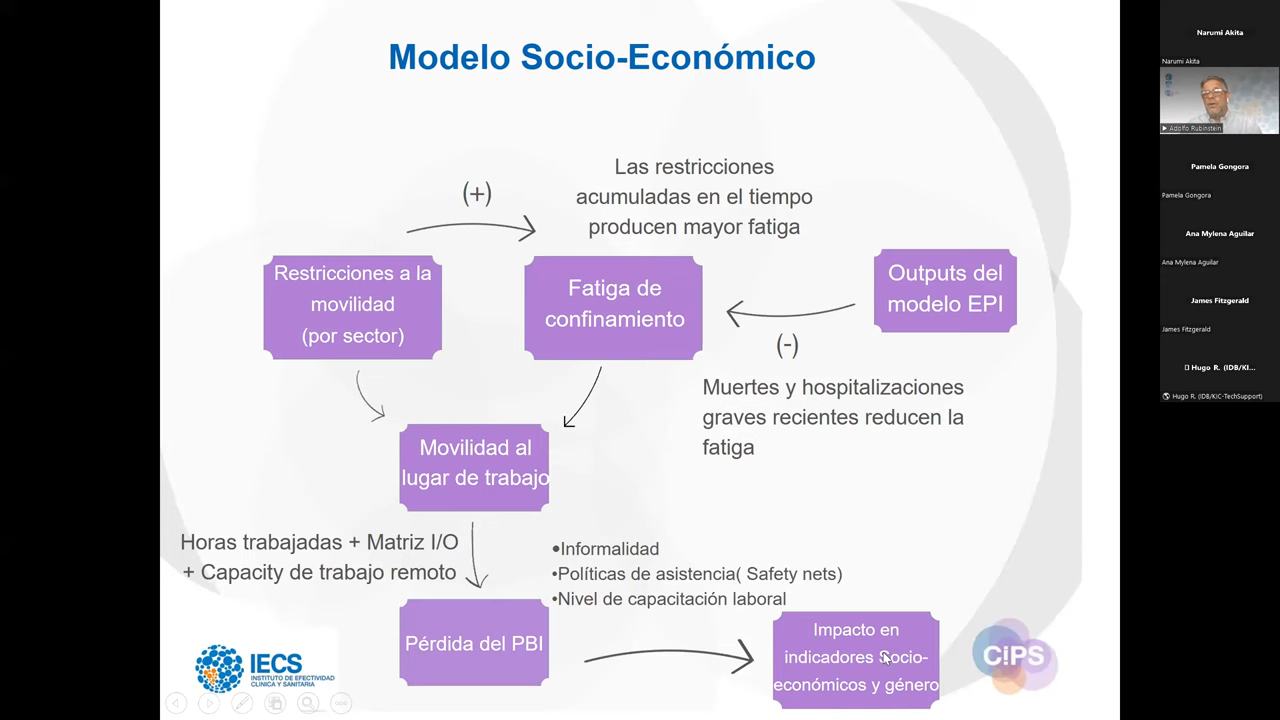 Modelo Socio-Económico
(+)
Las restricciones
acumuladas en el tiempo
producen mayor fatiga
Restricciones a la
movilidad
(por sector)
Fatiga de
confinamiento
Outputs del
modelo EPI
(-)
Muertes y hospitalizaciones
graves recientes reducen la
fatiga
Movilidad al
lugar de trabajo
Horas trabajadas + Matriz I/O
+ Capacity de trabajo remoto
•Informalidad
•Políticas de asistencia( Safety nets)
•Nivel de capacitación laboral
Pérdida del PBI
Impacto en
indicadores Socio-
económicos y género
IECS
INSTITUTO DE EFECTIVIDAD
CLINICA Y SANITARIA
CiPS
Narumi Akita
Narumi Akita
Adolfo Rubinstein
Pamela Gongora
Pamela Gongora
Ana Mylena Aguilar
Ana Mylena Aguilar
James Fitzgerald
James Fitzgerald
Hugo R. (IDB/KI...
Hugo R. (IDB/KIC-TechSupport)